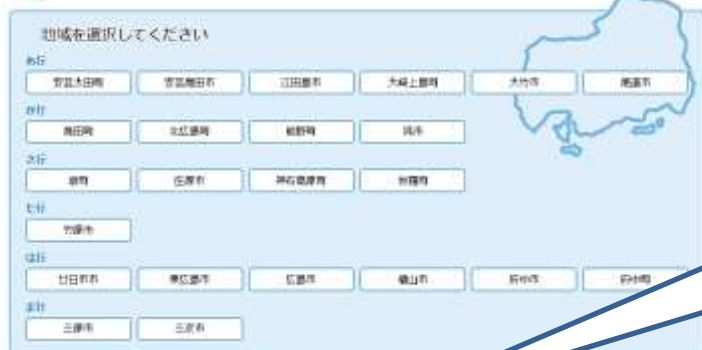 地域を選択してください
あ行
安芸太田町 安芸高田市 江田島市 大崎上島町 大竹市 尾道市
か行
海田町 北広島町 熊野町 呉市
さ行
坂町 庄原市 神石高原町 世羅町
た行
竹原市
は行
廿日市市 東広島市 広島市 福山市 府中市 府中町
ま行
三原市 三次市